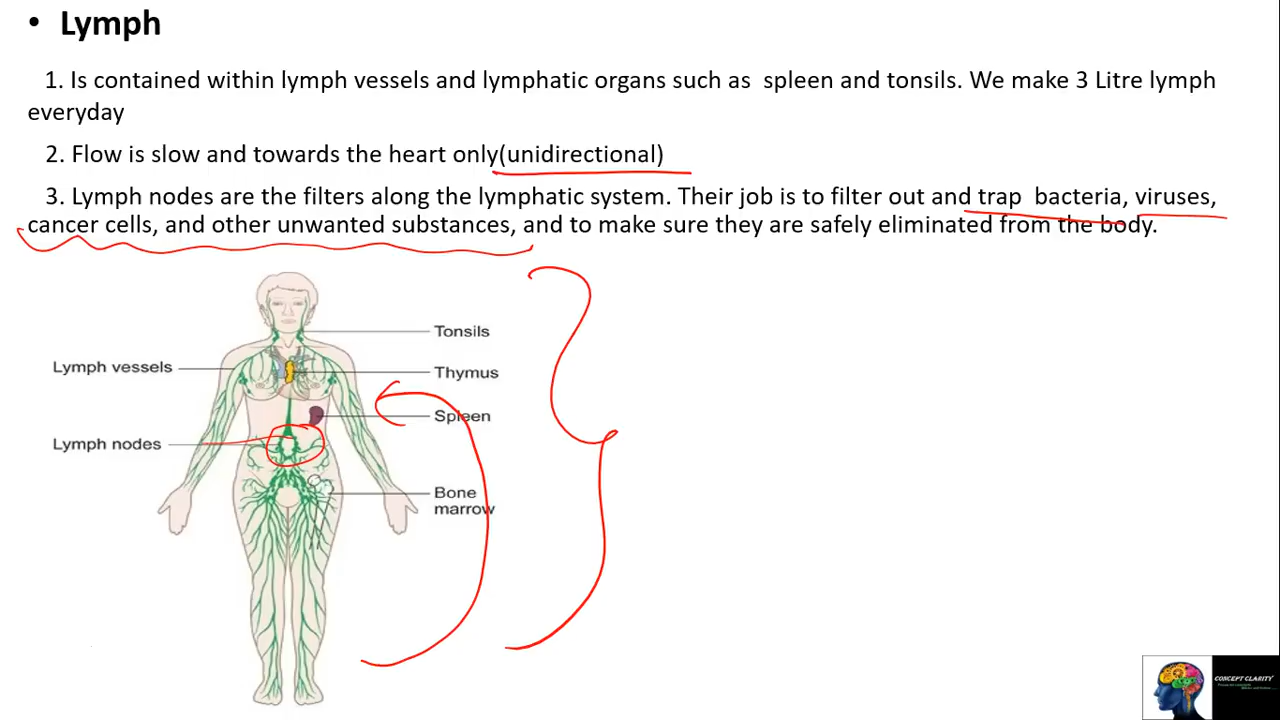 • Lymph
1. Is contained within lymph vessels and lymphatic organs such as spleen and tonsils. We make 3 Litre lymph
everyday
2. Flow is slow and towards the heart only(unidirectional)
3. Lymph nodes are the filters along the lymphatic system. Their job is to filter out and trap bacteria, viruses,
cancer cells, and other unwanted substances, and to make sure they are safely eliminated from the body.
Tonsils
Lymph vessels
Thymus
Spleen
Lymph nodes
Bone
marrow
CONCEPT CLARITY